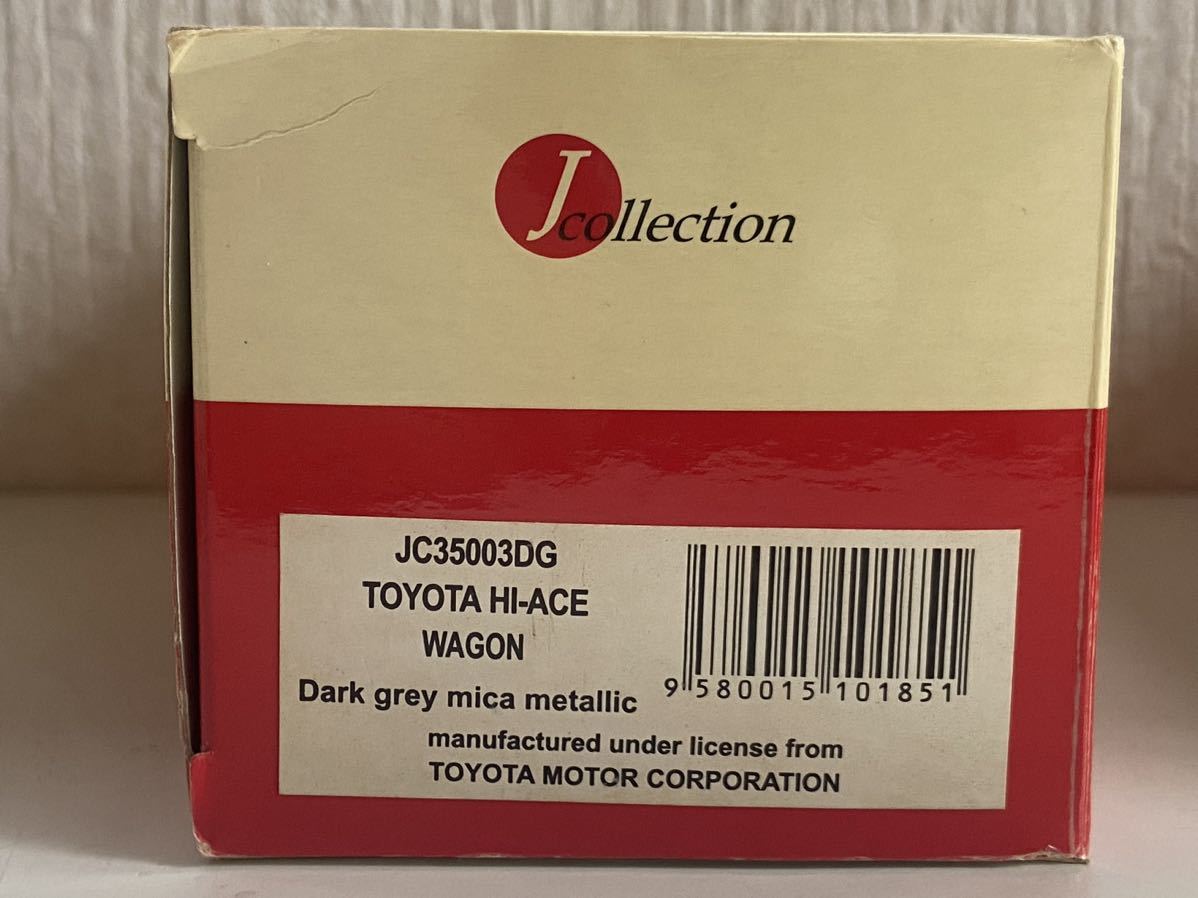 Jcollection
JC35003DG
TOYOTA HI-ACE
WAGON
Dark grey mica metallic
9 580015 101851
manufactured under license from
TOYOTA MOTOR CORPORATION